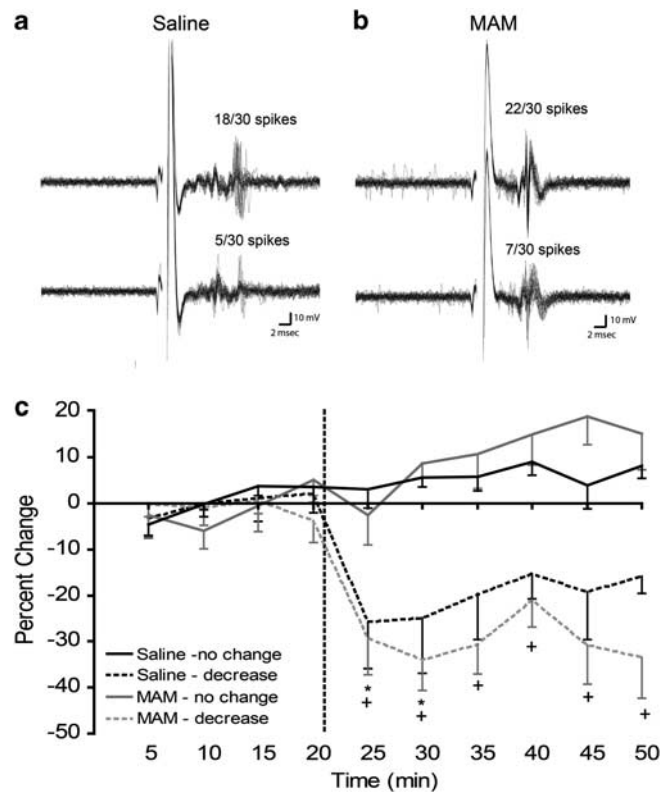 a Saline
b MAM
18/30 spikes
22/30 spikes
5/30 spikes
7/30 spikes
10 mV
2 msec
10 mV
2 msec
c
20
10
0
-10
-20
-30
-40
-50
Percent Change
Saline -no change
Saline - decrease
MAM - no change
MAM - decrease
* * 
+ + + + + +
5 10 15 20 25 30 35 40 45 50
Time (min)